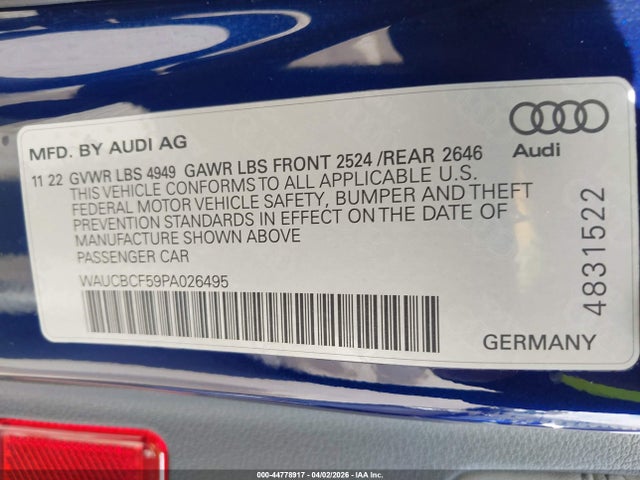 MFD. BY AUDI AG
Audi
11 22 GVWR LBS 4949 GAWR LBS FRONT 2524 /REAR 2646
THIS VEHICLE CONFORMS TO ALL APPLICABLE U.S.
FEDERAL MOTOR VEHICLE SAFETY, BUMPER AND THEFT
PREVENTION STANDARDS IN EFFECT ON THE DATE OF
MANUFACTURE SHOWN ABOVE
PASSENGER CAR
WAUCBCF59PA026495
4831522
GERMANY
000-44778917 - 04/02/2026 - IAA Inc.